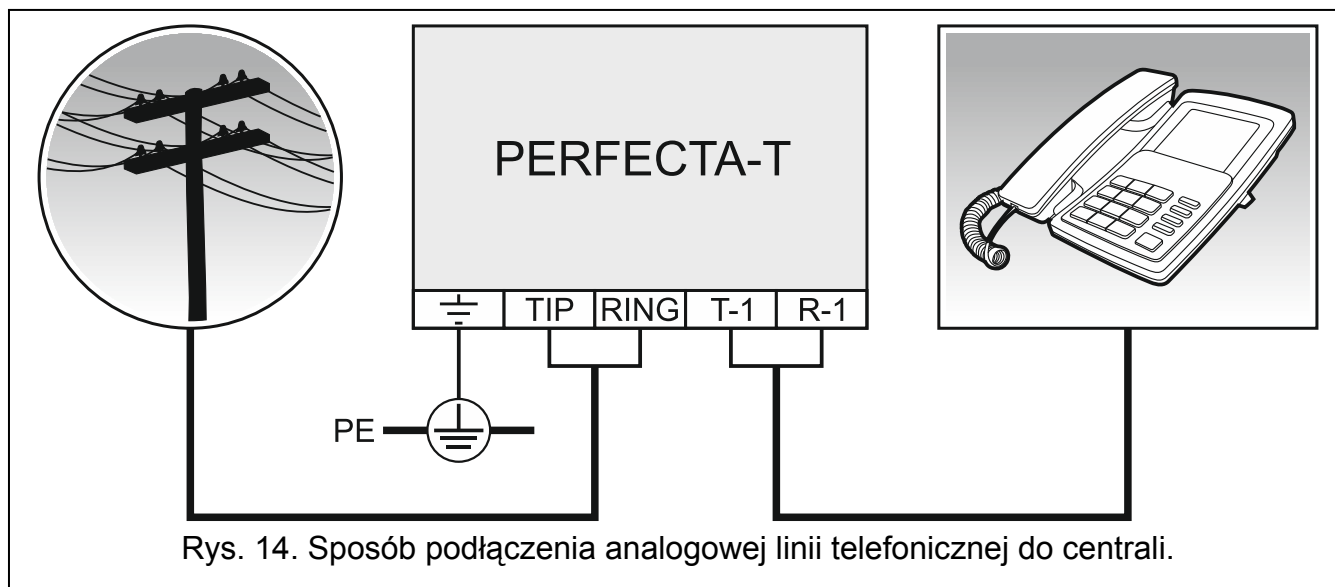 PERFECTA-T
TIP RING T-1 R-1
PE
Rys. 14. Sposób podłączenia analogowej linii telefonicznej do centrali.